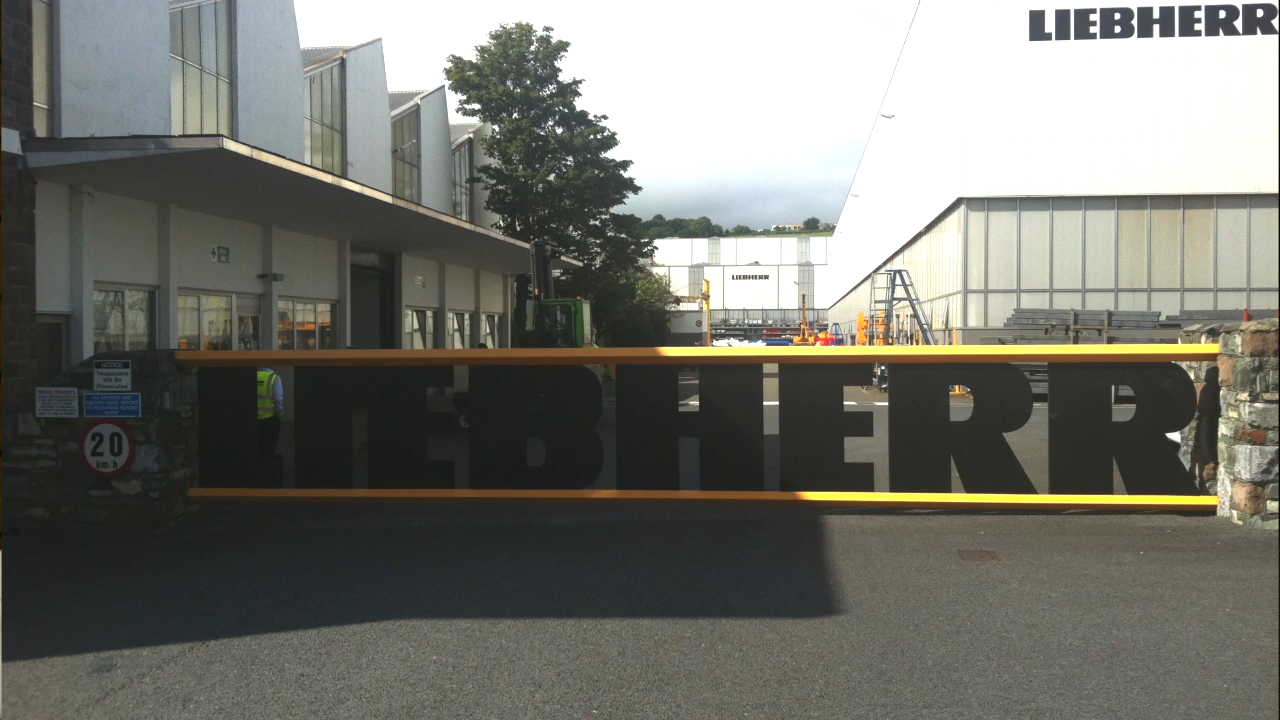 LIEBHERR
LIEBHERR
LIEBHERR
NOTICE
Trespassers
Will Be
Prosecuted
20
km/h